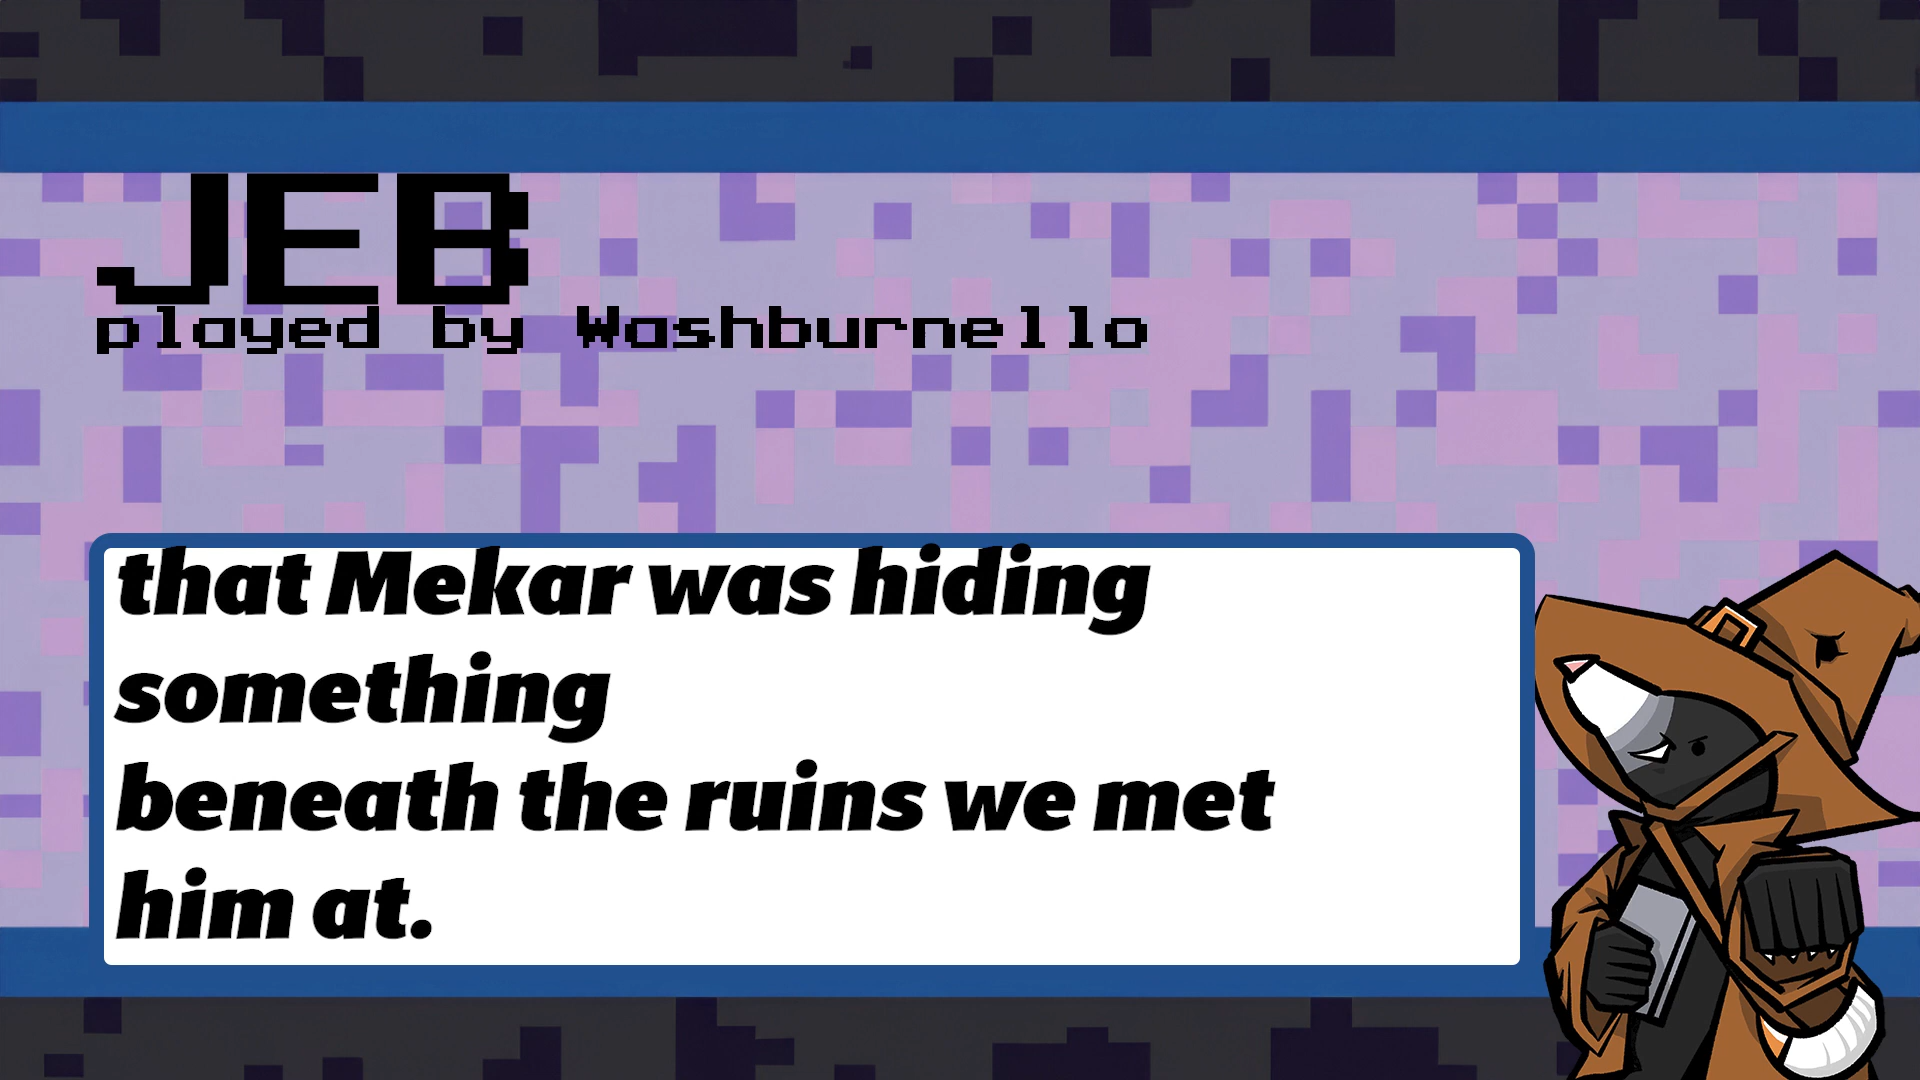 JEB
played by Washburnello
that Mekar was hiding
something
beneath the ruins we met
him at.